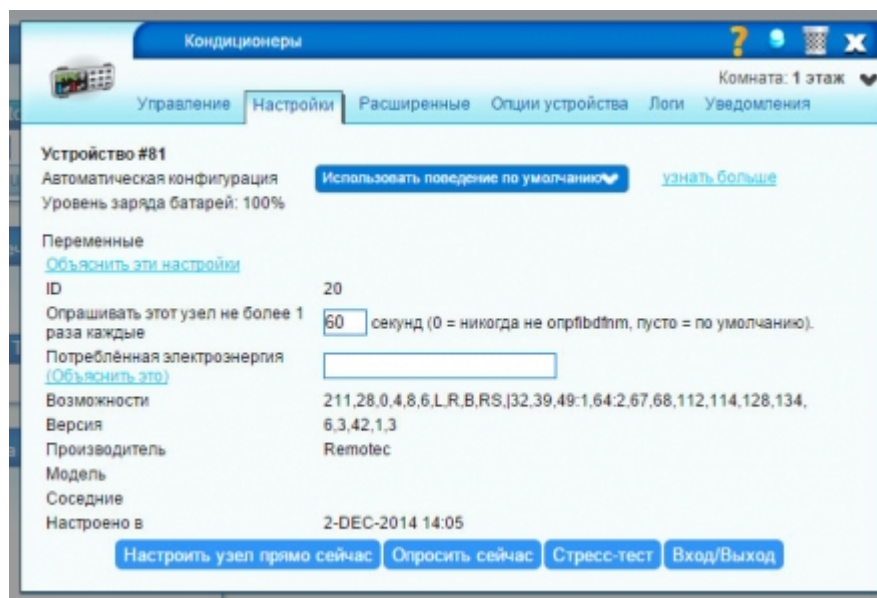 Кондиционеры
Комната: 1 этаж
Управление Настройки Расширенные Опции устройства Логи Уведомления
Устройство #81
Автоматическая конфигурация Использовать поведение по умолчанию узнать больше
Уровень заряда батарей: 100%
Переменные
Объяснить эти настройки
ID 20
Опрашивать этот узел не более 1 раза каждые 60 секунд (0 = никогда не опрfibdfnm, пусто = по умолчанию).
Потреблённая электроэнергия
(Объяснить это)
Возможности 211,28,0,4,8,6,L,R,B,RS,|32,39,49:1,64:2,67,68,112,114,128,134,
Версия 6,3,42,1,3
Производитель Remotec
Модель
Соседние
Настроено в 2-DEC-2014 14:05
Настроить узел прямо сейчас Опросить сейчас Стресс-тест Вход/Выход